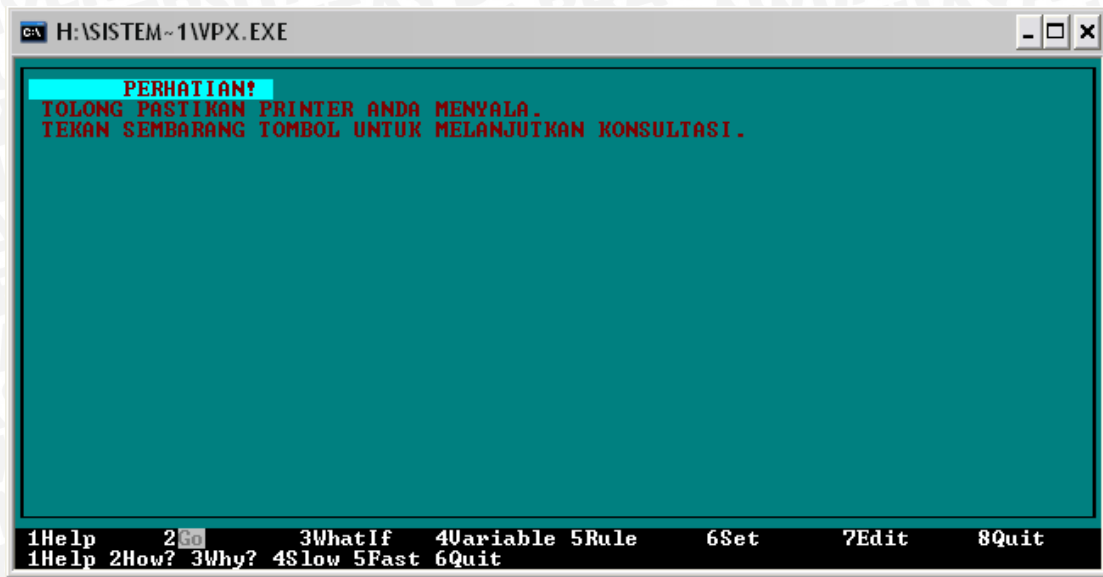 H:\SISTEM~1\VPX.EXE
PERHATIAN!
TOLONG PASTIKAN PRINTER ANDA MENYALA.
TEKAN SEMBARANG TOMBOL UNTUK MELANJUTKAN KONSULTASI.
1Help 2Go 3WhatIf 4Variable 5Rule 6Set 7Edit 8Quit
1Help 2How? 3Why? 4Slow 5Fast 6Quit